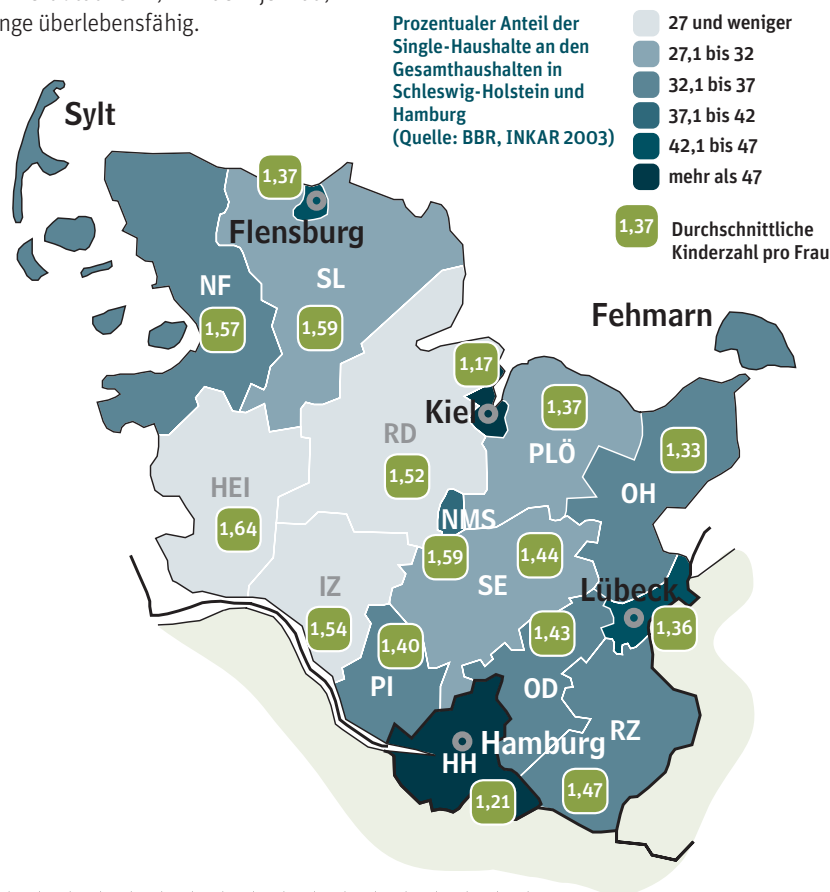 nge überlebensfähig.
Prozentualer Anteil der
Single-Haushalte an den
Gesamthaushalten in
Schleswig-Holstein und
Hamburg
(Quelle: BBR, INKAR 2003)
27 und weniger
27,1 bis 32
32,1 bis 37
37,1 bis 42
42,1 bis 47
mehr als 47
1,37
Durchschnittliche
Kinderzahl pro Frau
Sylt
1,37
Flensburg
NF
SL
1,57
1,59
Fehmarn
1,17
Kiel
1,37
RD
PLÖ
1,33
1,52
OH
HEI
1,64
NMS
1,59
1,44
IZ
SE
Lübeck
1,54
1,40
1,43
1,36
PI
OD
RZ
Hamburg
HH
1,47
1,21